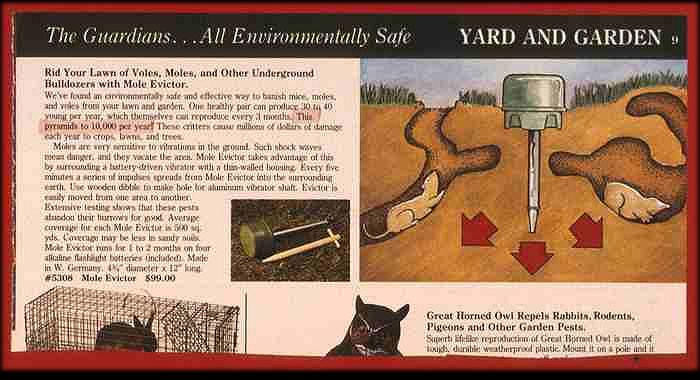 The Guardians...All Environmentally Safe
YARD AND GARDEN 9
Rid Your Lawn of Voles, Moles, and Other Underground
Bulldozers with Mole Evictor.
We've found an environmentally safe and effective way to banish mice, moles,
and voles from your lawn and garden. One healthy pair can produce 30 to 40
young per year, which themselves can reproduce every 3 months. This
pyramids to 10,000 per year! These critters cause millions of dollars of damage
each year to crops, lawns, and trees.
Moles are very sensitive to vibrations in the ground. Such shock waves
mean danger, and they vacate the area. Mole Evictor takes advantage of this
by surrounding a battery-driven vibrator with a thin-walled housing. Every five
minutes a series of impulses spreads from Mole Evictor into the surrounding
earth. Use wooden dibble to make hole for aluminum vibrator shaft. Evictor is
easily moved from one area to another.
Extensive testing shows that these pests
abandon their burrows for good. Average
coverage for each Mole Evictor is 500 sq.
yds. Coverage may be less in sandy soils.
Mole Evictor runs for 1 to 2 months on four
alkaline flashlight batteries (included). Made
in W. Germany. 4¾" diameter x 12" long.
#5308 Mole Evictor $99.00
Great Horned Owl Repels Rabbits, Rodents,
Pigeons and Other Garden Pests.
Superb lifelike reproduction of Great Horned Owl is made of
tough, durable weatherproof plastic. Mount it on a pole and it